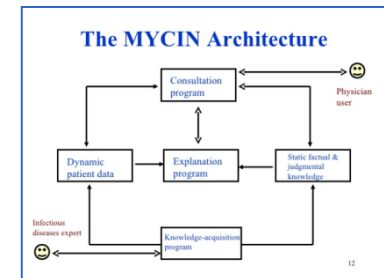 The MYCIN Architecture
Consultation
program
Physician
user
Dynamic
patient data
Explanation
program
Static factual &
judgmental
knowledge
Infectious
diseases expert
Knowledge-acquisition
program
12